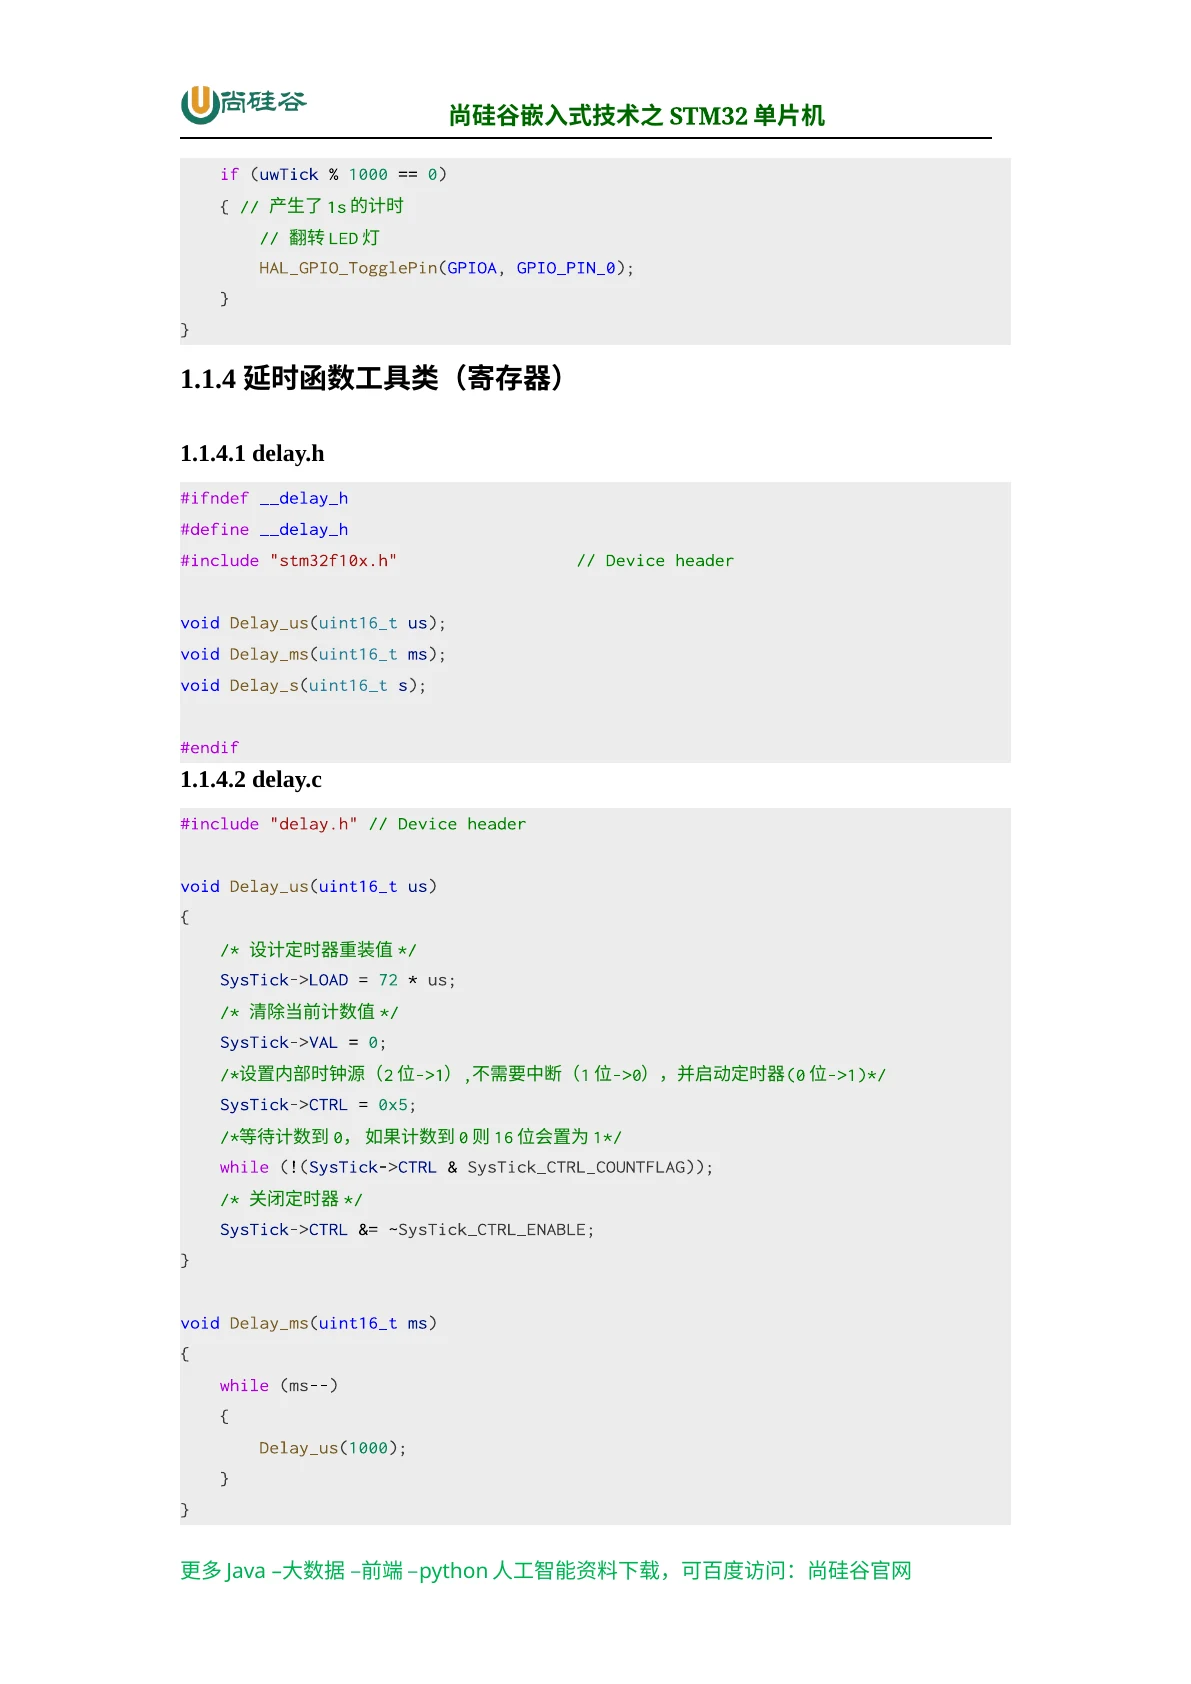 尚硅谷
尚硅谷嵌入式技术之 STM32 单片机
    if (uwTick % 1000 == 0)
    { // 产生了 1s 的计时
        // 翻转 LED 灯
        HAL_GPIO_TogglePin(GPIOA, GPIO_PIN_0);
    }
}
1.1.4 延时函数工具类（寄存器）
1.1.4.1 delay.h
#ifndef __delay_h
#define __delay_h
#include "stm32f10x.h"                  // Device header
void Delay_us(uint16_t us);
void Delay_ms(uint16_t ms);
void Delay_s(uint16_t s);
#endif
1.1.4.2 delay.c
#include "delay.h" // Device header
void Delay_us(uint16_t us)
{
    /* 设计定时器重装值 */
    SysTick->LOAD = 72 * us;
    /* 清除当前计数值 */
    SysTick->VAL = 0;
    /*设置内部时钟源（2 位->1）,不需要中断（1 位->0），并启动定时器(0 位->1)*/
    SysTick->CTRL = 0x5;
    /*等待计数到 0， 如果计数到 0 则 16 位会置为 1*/
    while (!(SysTick->CTRL & SysTick_CTRL_COUNTFLAG));
    /* 关闭定时器 */
    SysTick->CTRL &= ~SysTick_CTRL_ENABLE;
}
void Delay_ms(uint16_t ms)
{
    while (ms--)
    {
        Delay_us(1000);
    }
}
更多 Java –大数据 –前端 –python 人工智能资料下载，可百度访问：尚硅谷官网